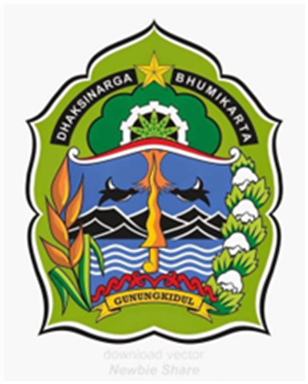 DHAKSINARGA BHUMIKARTA
GUNUNGKIDUL
download vector
Newbie Share